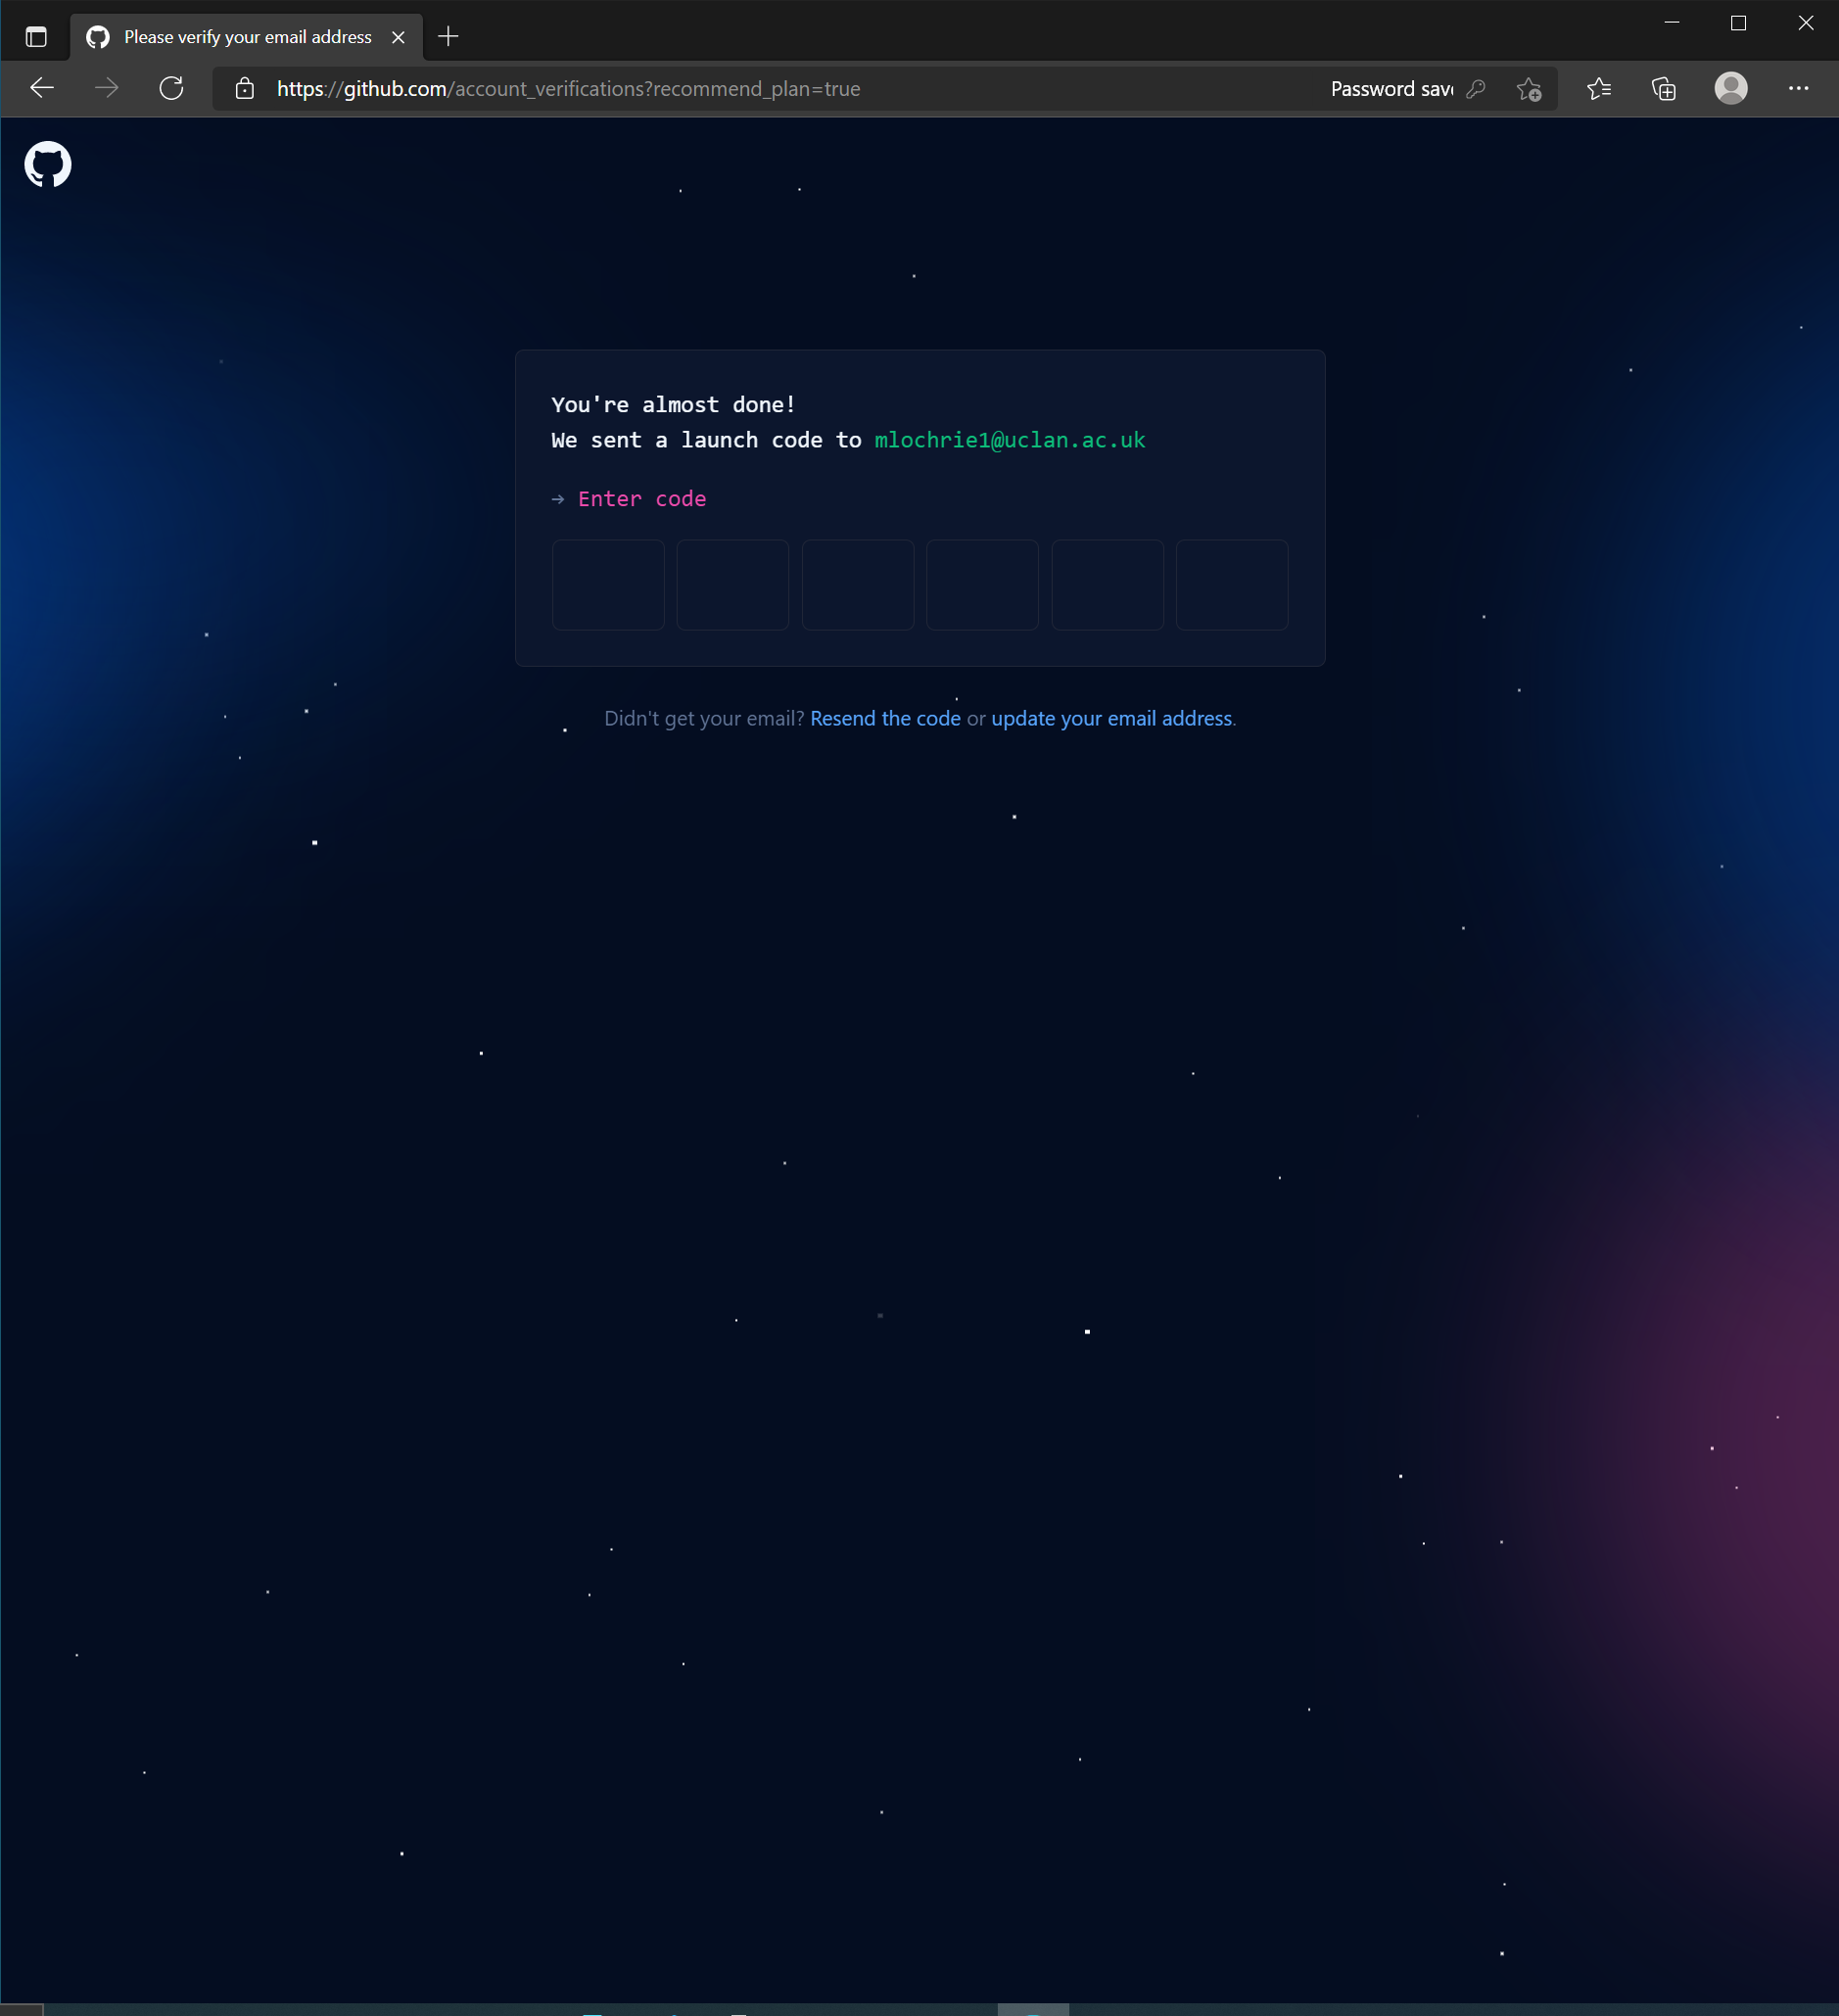 Please verify your email address
https://github.com/account_verifications?recommend_plan=true
Password save
You're almost done!
We sent a launch code to mlochrie1@uclan.ac.uk
→ Enter code
Didn't get your email? Resend the code or update your email address.